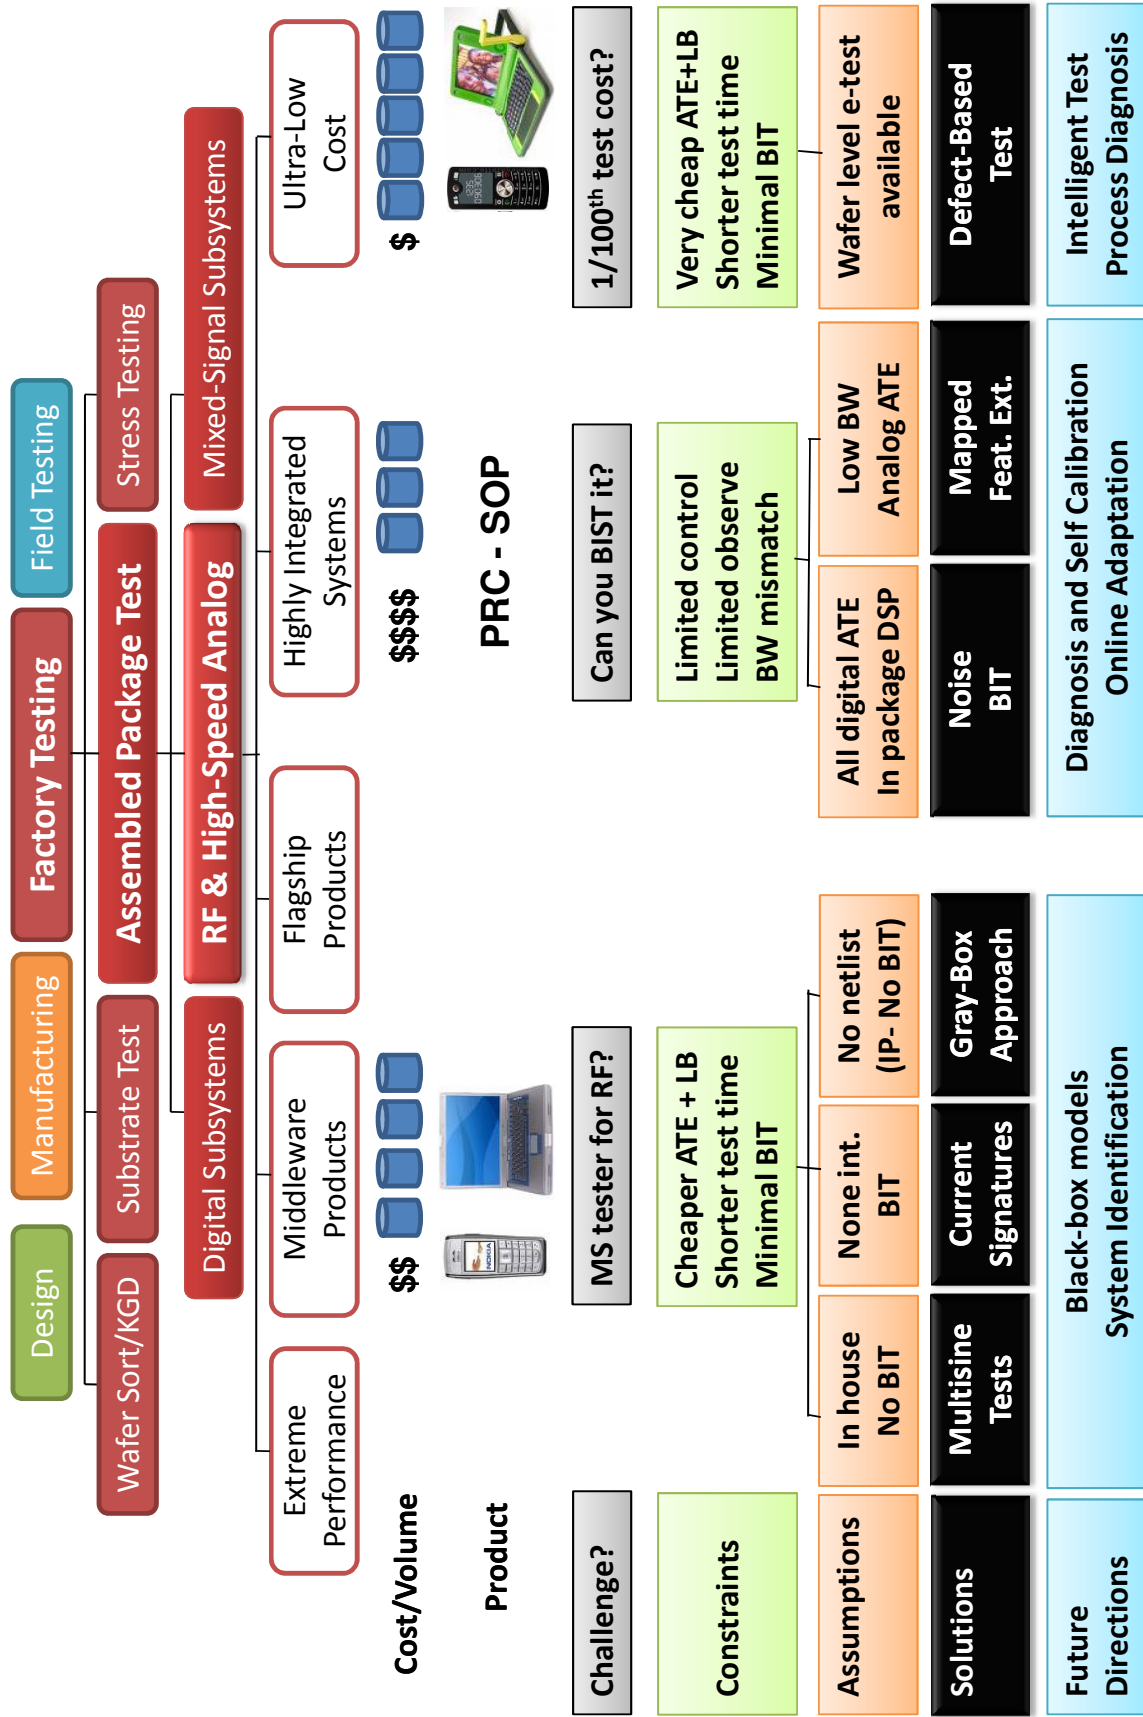 Design
Manufacturing
Factory Testing
Field Testing
Wafer Sort/KGD
Substrate Test
Assembled Package Test
Stress Testing
Digital Subsystems
RF & High-Speed Analog
Mixed-Signal Subsystems
Extreme
Performance
Middleware
Products
Flagship
Products
Highly Integrated
Systems
Ultra-Low
Cost
Cost/Volume
$$
$$$$
$
Product
NOKIA
PRC - SOP
Challenge?
MS tester for RF?
Can you BIST it?
1/100th test cost?
Constraints
Cheaper ATE + LB
Shorter test time
Minimal BIT
Limited control
Limited observe
BW mismatch
Very cheap ATE+LB
Shorter test time
Minimal BIT
Assumptions
In house
No BIT
None int.
BIT
No netlist
(IP- No BIT)
All digital ATE
In package DSP
Low BW
Analog ATE
Wafer level e-test
available
Solutions
Multisine
Tests
Current
Signatures
Gray-Box
Approach
Noise
BIT
Mapped
Feat. Ext.
Defect-Based
Test
Future
Directions
Black-box models
System Identification
Diagnosis and Self Calibration
Online Adaptation
Intelligent Test
Process Diagnosis